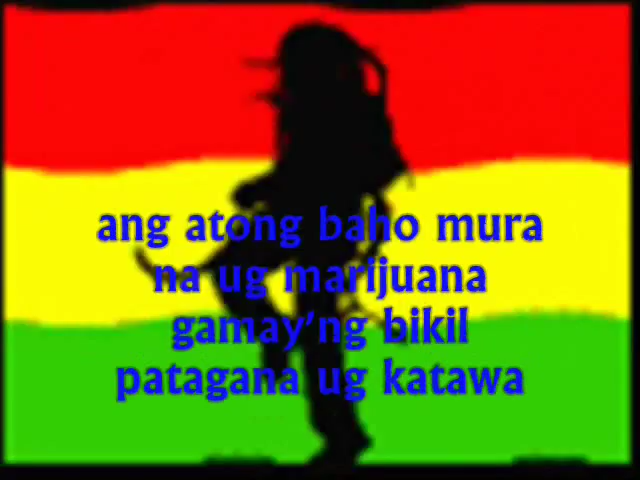 ang atong baho mura
na ug marijuana
gamay'ng bikil
patagana ug katawa